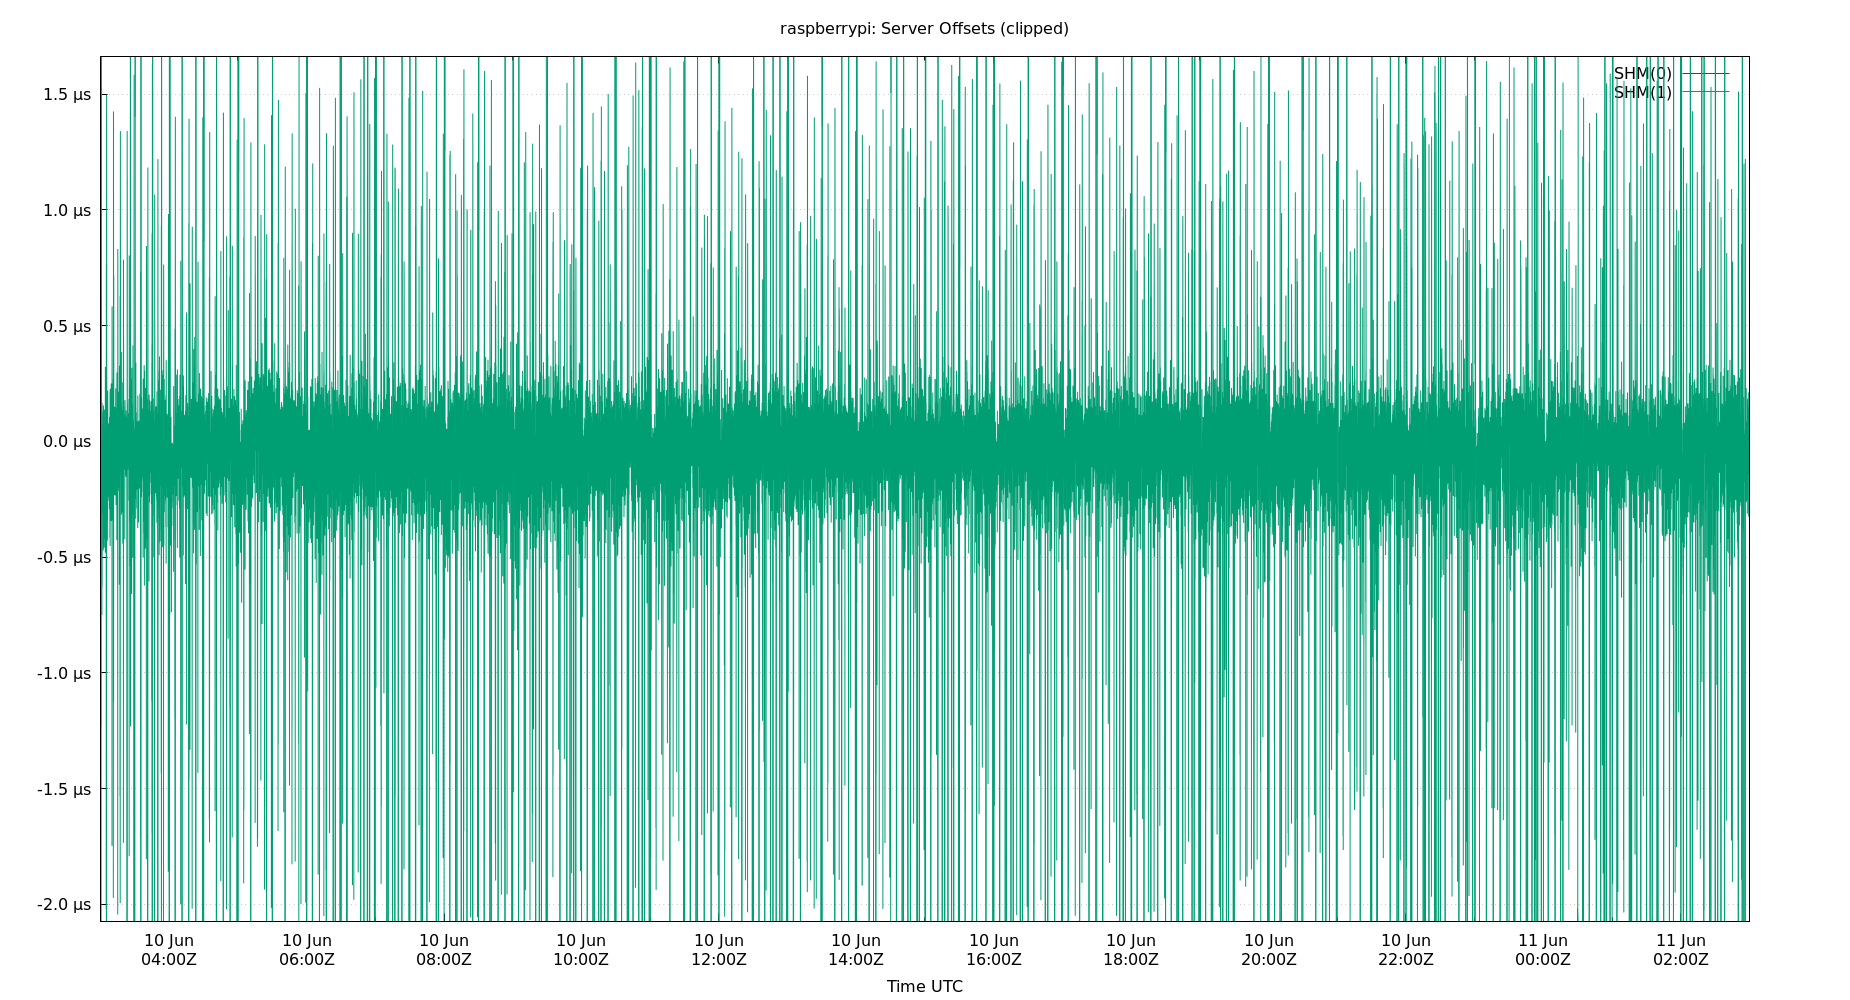 raspberrypi: Server Offsets (clipped)
SHM(0)
SHM(1)
1.5 µs
1.0 µs
0.5 µs
0.0 µs
-0.5 µs
-1.0 µs
-1.5 µs
-2.0 µs
10 Jun 10 Jun 10 Jun 10 Jun 10 Jun 10 Jun 10 Jun 10 Jun 10 Jun 10 Jun 11 Jun 11 Jun
04:00Z 06:00Z 08:00Z 10:00Z 12:00Z 14:00Z 16:00Z 18:00Z 20:00Z 22:00Z 00:00Z 02:00Z
Time UTC